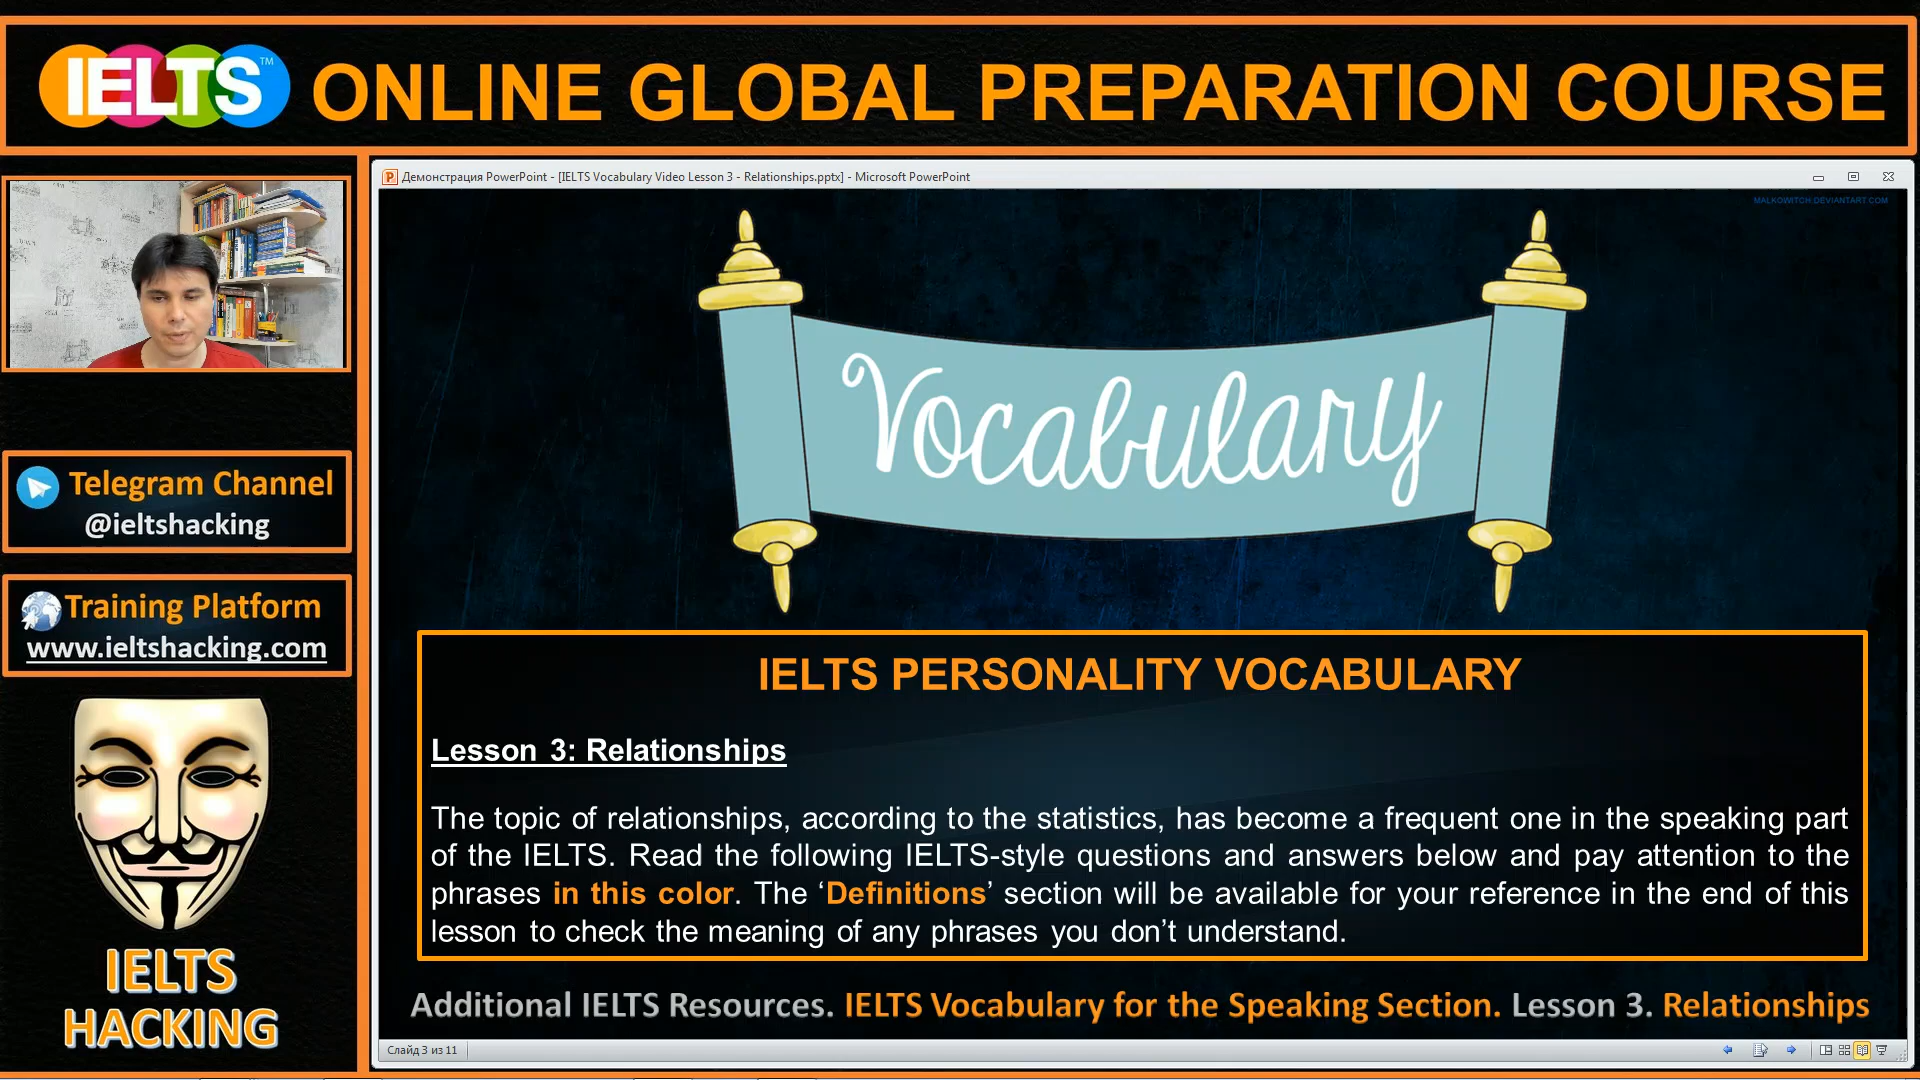 IELTS™ ONLINE GLOBAL PREPARATION COURSE
Демонстрация PowerPoint - [IELTS Vocabulary Video Lesson 3 - Relationships.pptx] - Microsoft PowerPoint
MALKOWITCH.DEVIANTART.COM
Vocabulary
Telegram Channel
@ieltshacking
Training Platform
www.ieltshacking.com
IELTS
HACKING
IELTS PERSONALITY VOCABULARY
Lesson 3: Relationships
The topic of relationships, according to the statistics, has become a frequent one in the speaking part
of the IELTS. Read the following IELTS-style questions and answers below and pay attention to the
phrases in this color. The ‘Definitions’ section will be available for your reference in the end of this
lesson to check the meaning of any phrases you don’t understand.
Additional IELTS Resources. IELTS Vocabulary for the Speaking Section. Lesson 3. Relationships
Слайд 3 из 11